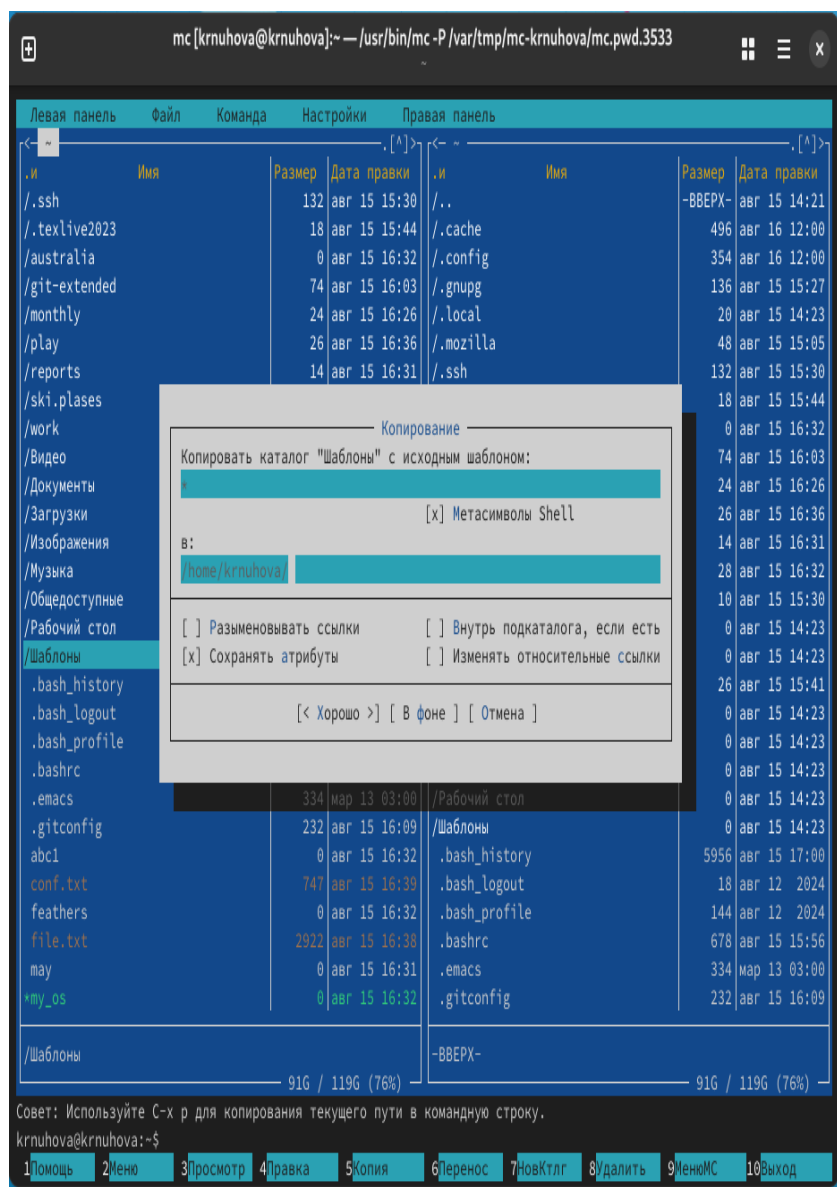 mc [krnuhova@krnuhova]:~ — /usr/bin/mc -P /var/tmp/mc-krnuhova/mc.pwd.3533
~
Левая панель Файл Команда Настройки Правая панель
<— ~ .[^]> <— ~ .[^]>
.и Имя Размер Дата правки .и Имя Размер Дата правки
/.ssh 132 авг 15 15:30 /.. -ВВЕРХ- авг 15 14:21
/.texlive2023 18 авг 15 15:44 /.cache 496 авг 16 12:00
/australia 0 авг 15 16:32 /.config 354 авг 16 12:00
/git-extended 74 авг 15 16:03 /.gnupg 136 авг 15 15:27
/monthly 24 авг 15 16:26 /.local 20 авг 15 14:23
/play 26 авг 15 16:36 /.mozilla 48 авг 15 15:05
/reports 14 авг 15 16:31 /.ssh 132 авг 15 15:30
/ski.plases 18 авг 15 15:44
/work Копирование 0 авг 15 16:32
/Видео Копировать каталог "Шаблоны" с исходным шаблоном: 74 авг 15 16:03
/Документы * 24 авг 15 16:26
/Загрузки [x] Метасимволы Shell 26 авг 15 16:36
/Изображения в: 14 авг 15 16:31
/Музыка /home/krnuhova/ 28 авг 15 16:32
/Общедоступные 10 авг 15 15:30
/Рабочий стол [ ] Разыменовывать ссылки [ ] Внутрь подкаталога, если есть 0 авг 15 14:23
/Шаблоны [x] Сохранять атрибуты [ ] Изменять относительные ссылки 0 авг 15 14:23
.bash_history 26 авг 15 15:41
.bash_logout [< Хорошо >] [ В фоне ] [ Отмена ] 0 авг 15 14:23
.bash_profile 0 авг 15 14:23
.bashrc 0 авг 15 14:23
.emacs 334 мар 13 03:00 /Рабочий стол 0 авг 15 14:23
.gitconfig 232 авг 15 16:09 /Шаблоны 0 авг 15 14:23
abc1 0 авг 15 16:32 .bash_history 5956 авг 15 17:00
conf.txt 747 авг 15 16:39 .bash_logout 18 авг 12 2024
feathers 0 авг 15 16:32 .bash_profile 144 авг 12 2024
file.txt 2922 авг 15 16:38 .bashrc 678 авг 15 15:56
may 0 авг 15 16:31 .emacs 334 мар 13 03:00
*my_os 0 авг 15 16:32 .gitconfig 232 авг 15 16:09
/Шаблоны -ВВЕРХ-
91G / 119G (76%) 91G / 119G (76%)
Совет: Используйте C-x p для копирования текущего пути в командную строку.
krnuhova@krnuhova:~$
1Помощь 2Меню 3Просмотр 4Правка 5Копия 6Перенос 7НовКтлг 8Удалить 9МенюMC 10Выход